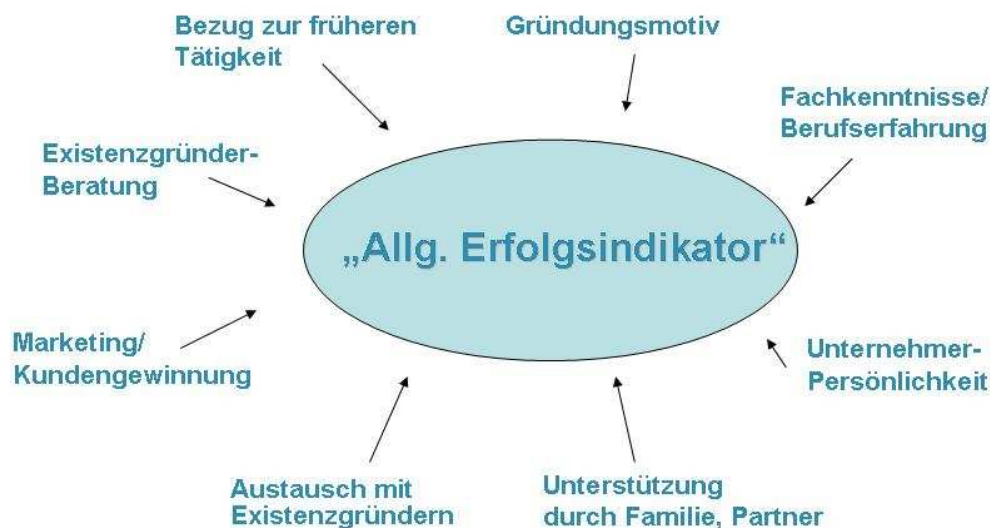 Bezug zur früheren
Tätigkeit
Gründungsmotiv
Fachkenntnisse/
Berufserfahrung
Existenzgründer-
Beratung
„Allg. Erfolgsindikator“
Marketing/
Kundengewinnung
Unternehmer-
Persönlichkeit
Austausch mit
Existenzgründern
Unterstützung
durch Familie, Partner